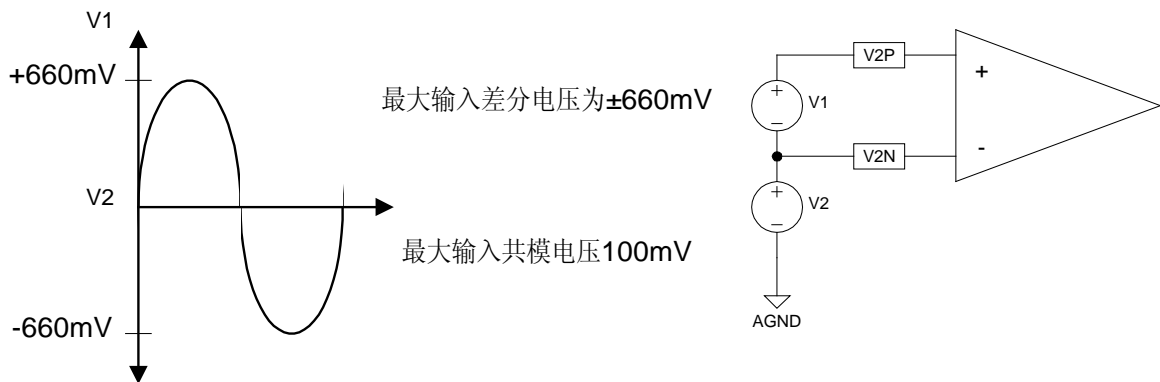 V1
+660mV
V2
-660mV
最大输入差分电压为±660mV
最大输入共模电压100mV
V2P
+
+
V1
−
-
V2N
+
V2
−
AGND